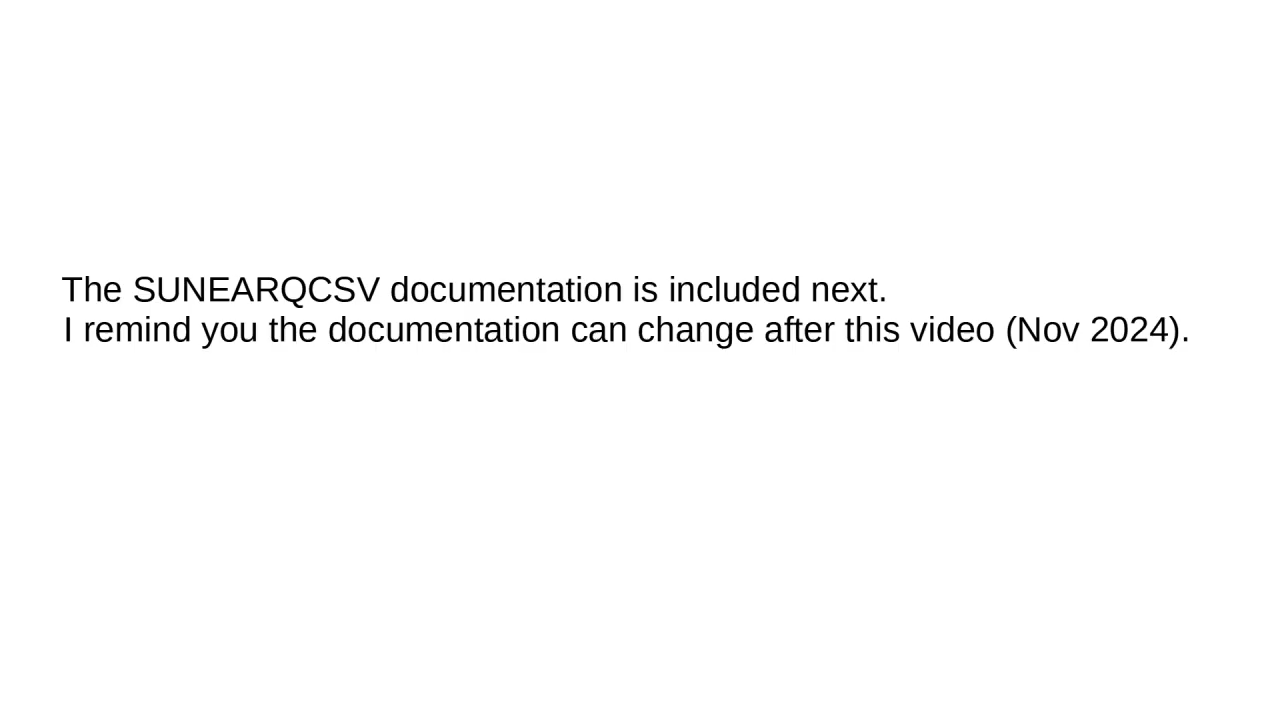 The SUNEARQCSV documentation is included next.
I remind you the documentation can change after this video (Nov 2024).